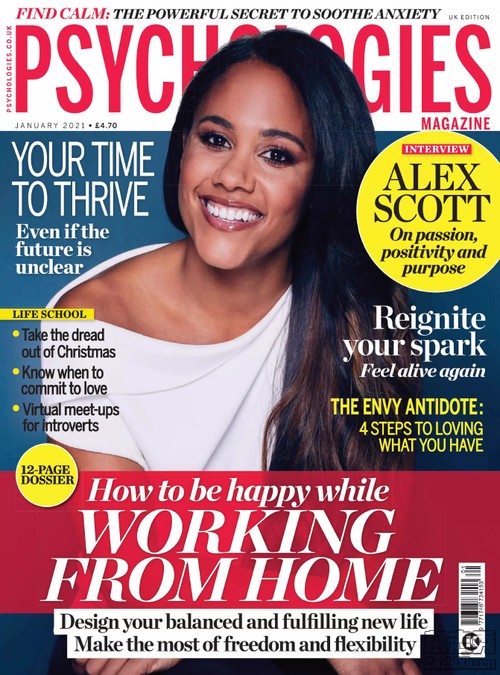 FIND CALM: THE POWERFUL SECRET TO SOOTHE ANXIETY
UK EDITION
PSYCHOLOGIES.CO.UK
PSYCHOLOGIES
MAGAZINE
JANUARY 2021 • £4.70
YOUR TIME
TO THRIVE
Even if the
future is
unclear
INTERVIEW
ALEX
SCOTT
On passion,
positivity and
purpose
LIFE SCHOOL
• Take the dread
out of Christmas
• Know when to
commit to love
• Virtual meet-ups
for introverts
Reignite
your spark
Feel alive again
THE ENVY ANTIDOTE:
4 STEPS TO LOVING
WHAT YOU HAVE
12-PAGE
DOSSIER
How to be happy while
WORKING
FROM HOME
Design your balanced and fulfilling new life
Make the most of freedom and flexibility